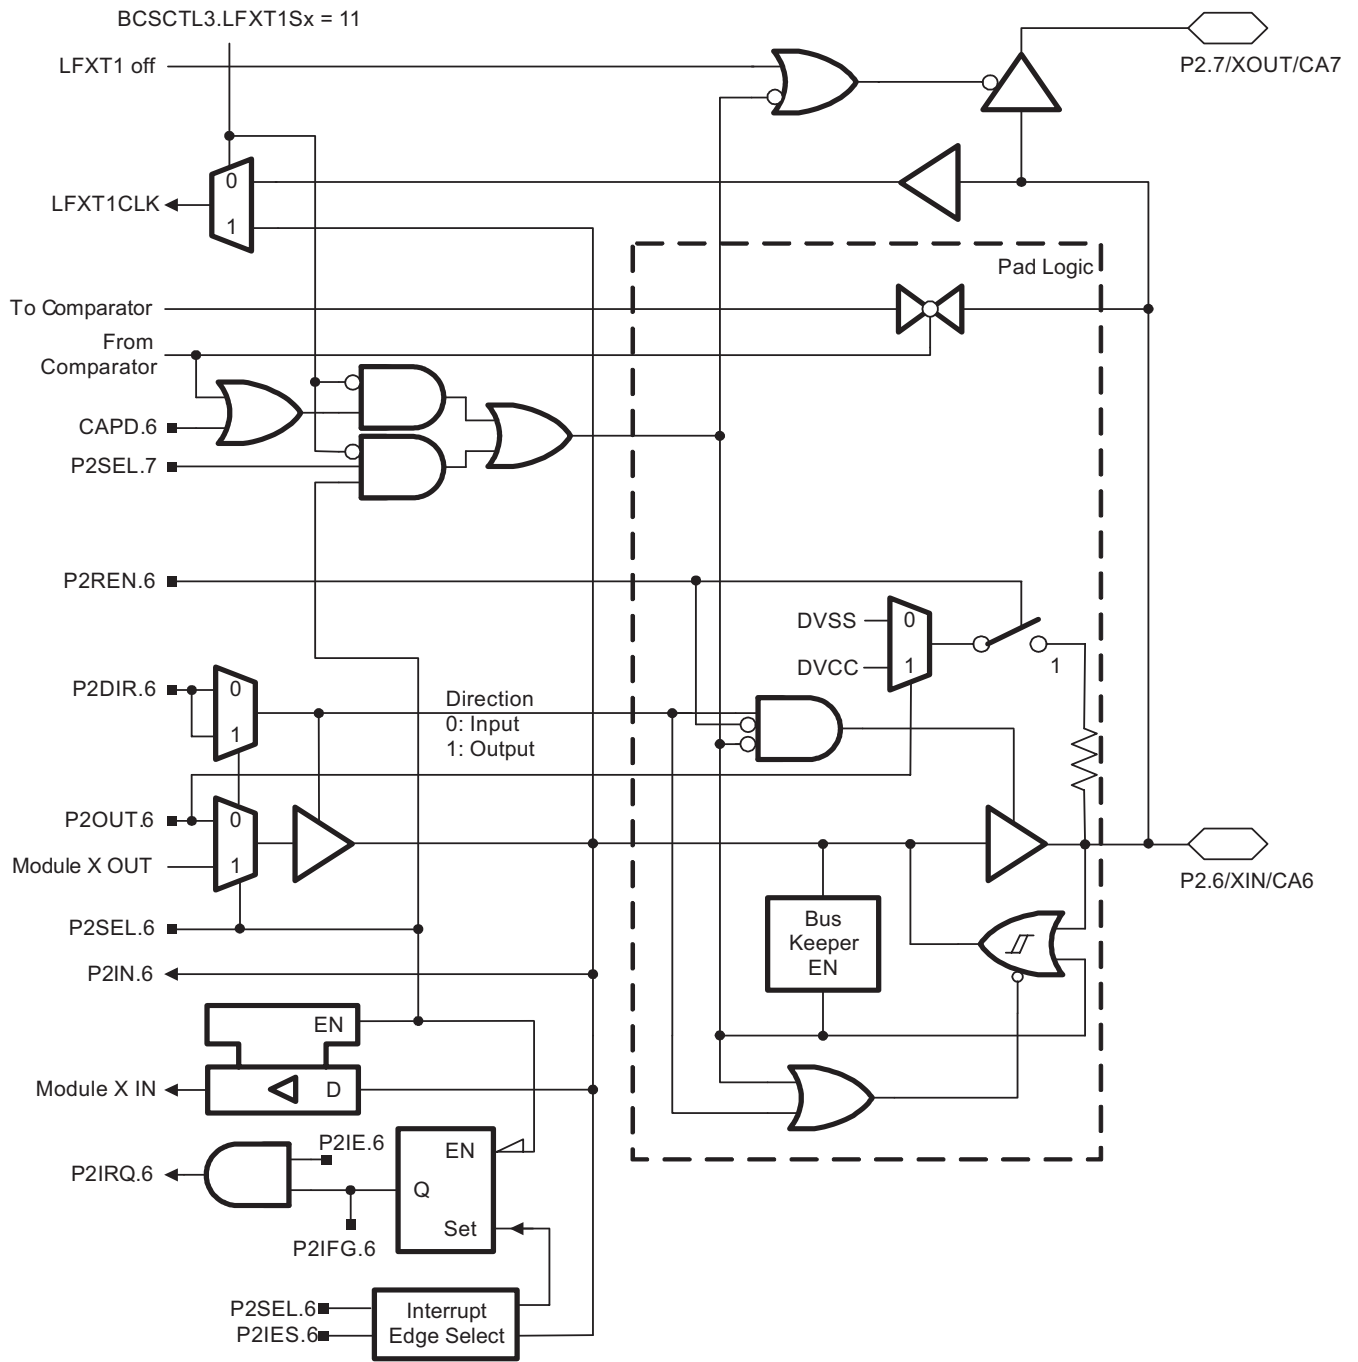 BCSCTL3.LFXT1Sx = 11
LFXT1 off
P2.7/XOUT/CA7
0
LFXT1CLK
1
Pad Logic
To Comparator
From
Comparator
CAPD.6
P2SEL.7
P2REN.6
DVSS
0
DVCC
1
1
P2DIR.6
0
1
Direction
0: Input
1: Output
P2OUT.6
0
Module X OUT
1
P2.6/XIN/CA6
P2SEL.6
Bus
Keeper
EN
P2IN.6
EN
Module X IN
D
P2IE.6
EN
P2IRQ.6
Q
Set
P2IFG.6
P2SEL.6
P2IES.6
Interrupt
Edge Select